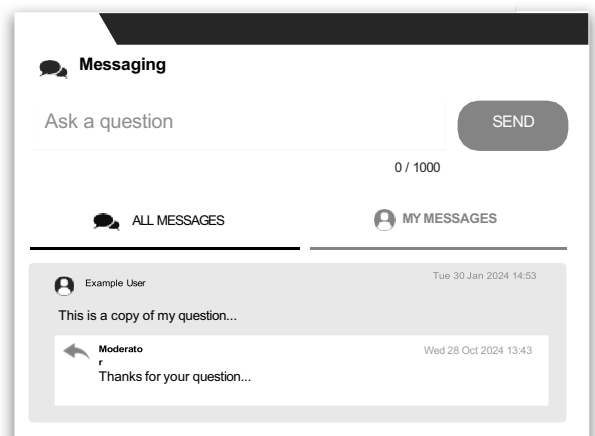 Messaging
Ask a question
SEND
0 / 1000
ALL MESSAGES
MY MESSAGES
Example User
Tue 30 Jan 2024 14:53
This is a copy of my question...
Moderato
r
Wed 28 Oct 2024 13:43
Thanks for your question...